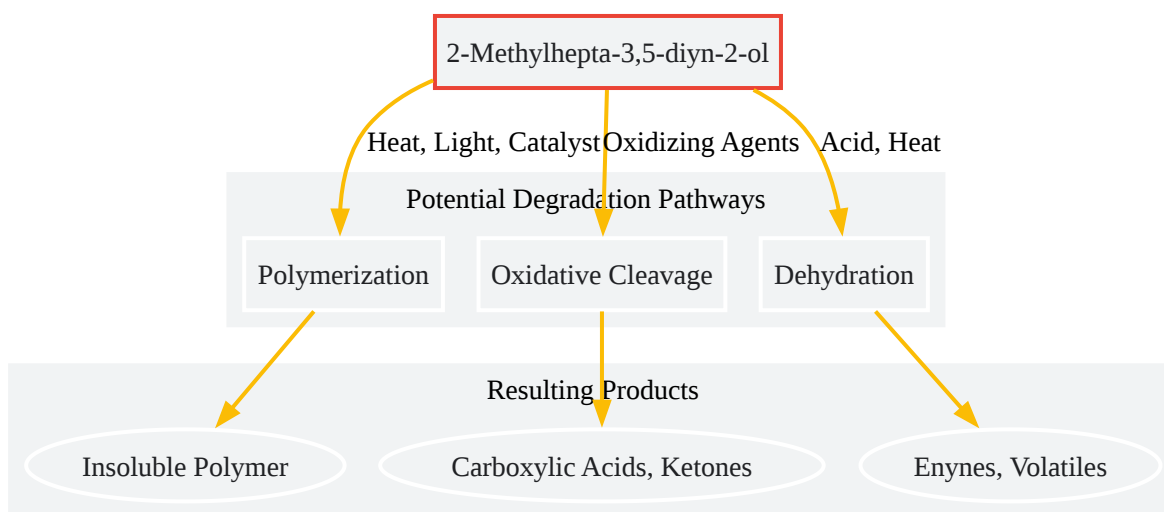 2-Methylhepta-3,5-diyn-2-ol
Heat, Light, Catalyst
Oxidizing Agents
Acid, Heat
Potential Degradation Pathways
Polymerization
Oxidative Cleavage
Dehydration
Resulting Products
Insoluble Polymer
Carboxylic Acids, Ketones
Enynes, Volatiles